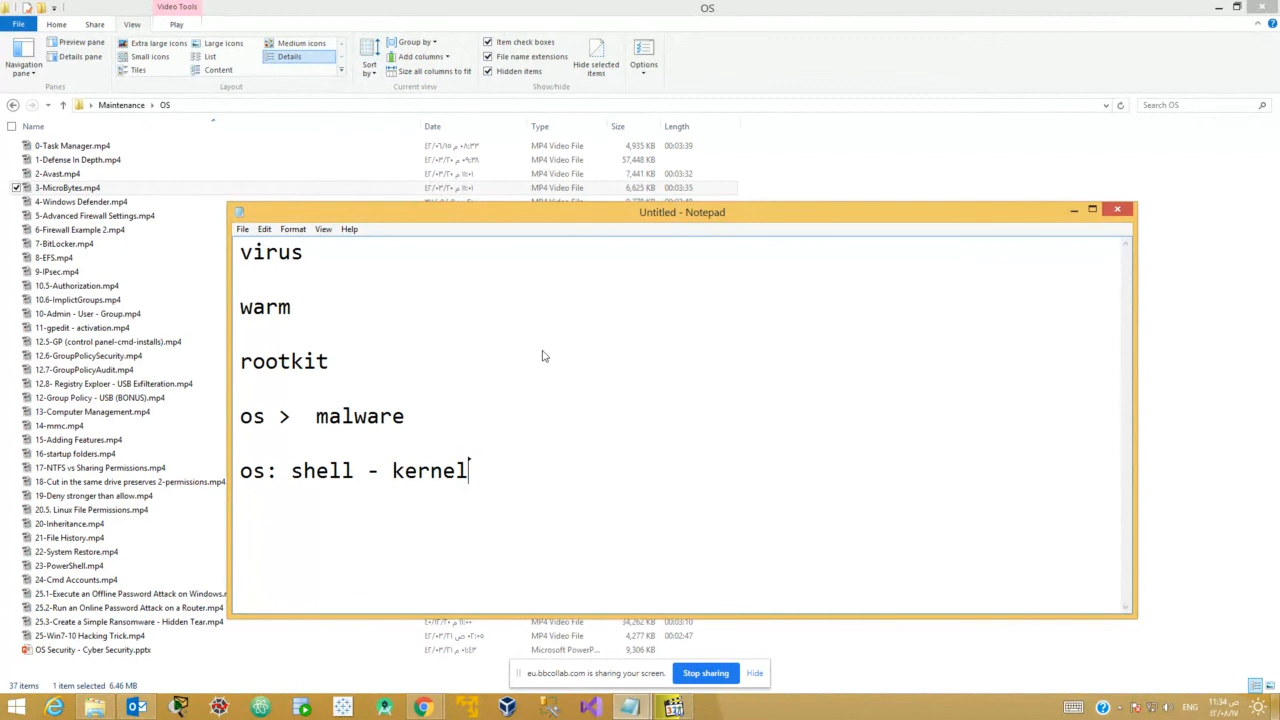 Video Tools
OS
File
Home
Share
View
Play
Navigation pane
Preview pane
Details pane
Panes
Extra large icons
Large icons
Medium icons
Small icons
List
Details
Tiles
Content
Layout
Sort by
Group by
Add columns
Size all columns to fit
Current view
Item check boxes
File name extensions
Hidden items
Hide selected items
Show/hide
Options
Maintenance
OS
Search OS
Name
Date
Type
Size
Length
0-Task Manager.mp4
MP4 Video File
4,935 KB
00:03:39
1-Defense In Depth.mp4
MP4 Video File
57,448 KB
2-Avast.mp4
MP4 Video File
7,441 KB
00:03:32
3-MicroBytes.mp4
MP4 Video File
6,625 KB
00:03:35
4-Windows Defender.mp4
5-Advanced Firewall Settings.mp4
6-Firewall Example 2.mp4
7-BitLocker.mp4
8-EFS.mp4
9-IPsec.mp4
10.5-Authorization.mp4
10.6-ImplictGroups.mp4
10-Admin - User - Group.mp4
11-gpedit - activation.mp4
12.5-GP (control panel-cmd-installs).mp4
12.6-GroupPolicySecurity.mp4
12.7-GroupPolicyAudit.mp4
12.8- Registry Exploer - USB Exfilteration.mp4
12-Group Policy - USB (BONUS).mp4
13-Computer Management.mp4
14-mmc.mp4
15-Adding Features.mp4
16-startup folders.mp4
17-NTFS vs Sharing Permissions.mp4
18-Cut in the same drive preserves 2-permissions.mp4
19-Deny stronger than allow.mp4
20.5. Linux File Permissions.mp4
20-Inheritance.mp4
21-File History.mp4
22-System Restore.mp4
23-PowerShell.mp4
24-Cmd Accounts.mp4
25.1-Execute an Offline Password Attack on Windows.m
25.2-Run an Online Password Attack on a Router.mp4
25.3-Create a Simple Ransomware - Hidden Tear.mp4
34,262 KB
00:03:10
25-Win7-10 Hacking Trick.mp4
MP4 Video File
4,277 KB
00:02:47
OS Security - Cyber Security.pptx
Microsoft PowerP...
9,306 KB
Untitled - Notepad
File
Edit
Format
View
Help
virus
warm
rootkit
os > malware
os: shell - kernel
eu.bbcollab.com is sharing your screen.
Stop sharing
Hide
37 items
1 item selected 6.46 MB
11:34 ص